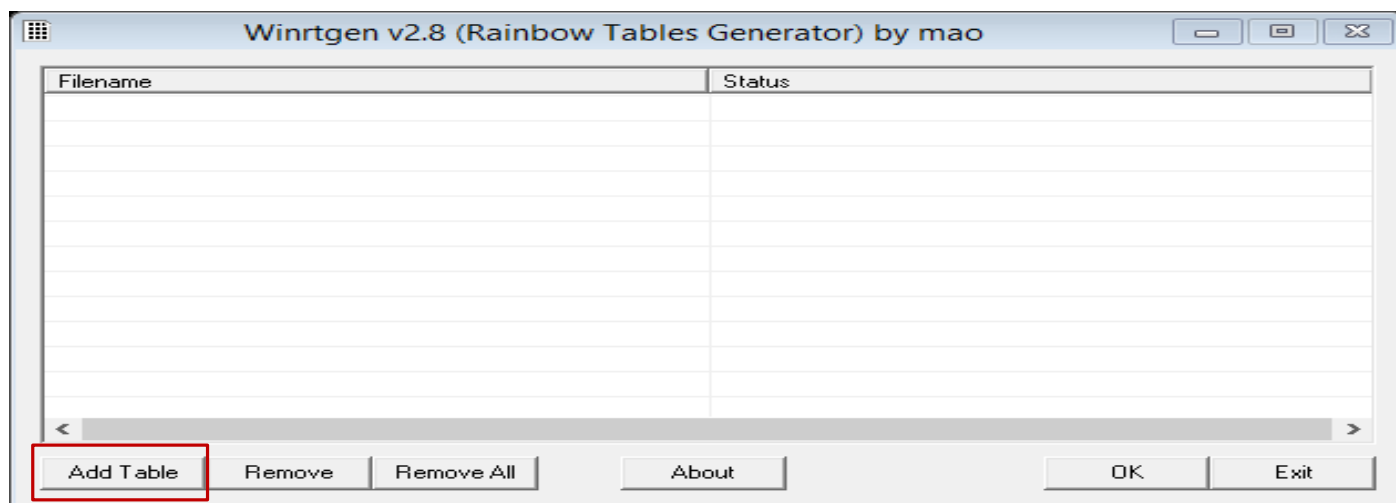 Winrtgen v2.8 (Rainbow Tables Generator) by mao
Filename Status
Add Table Remove Remove All About OK Exit